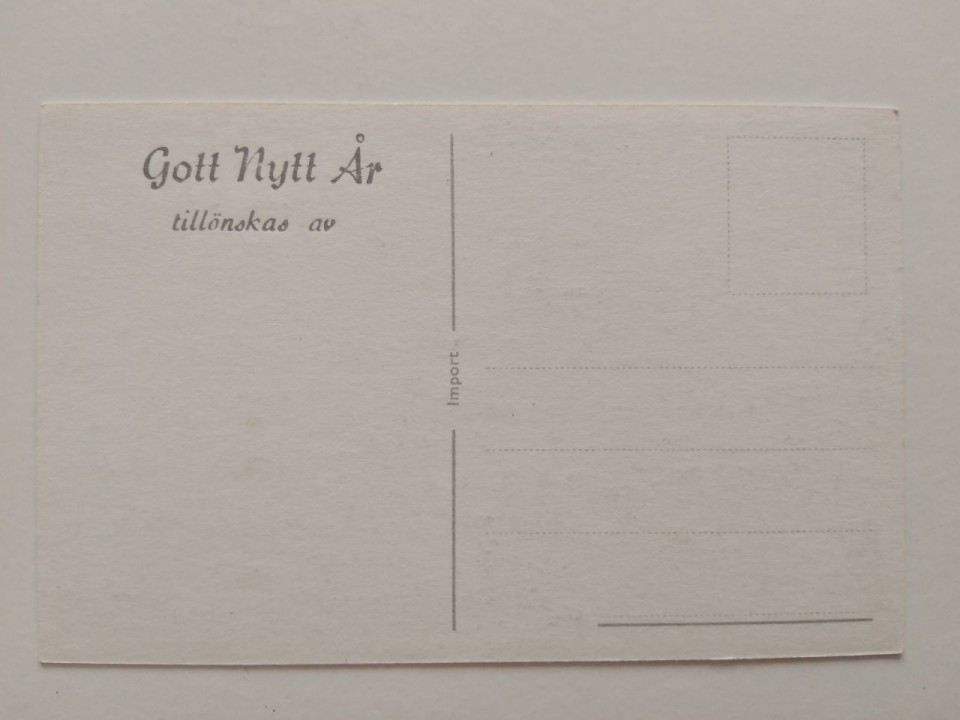 Gott Nytt År
tillönskas av
Import